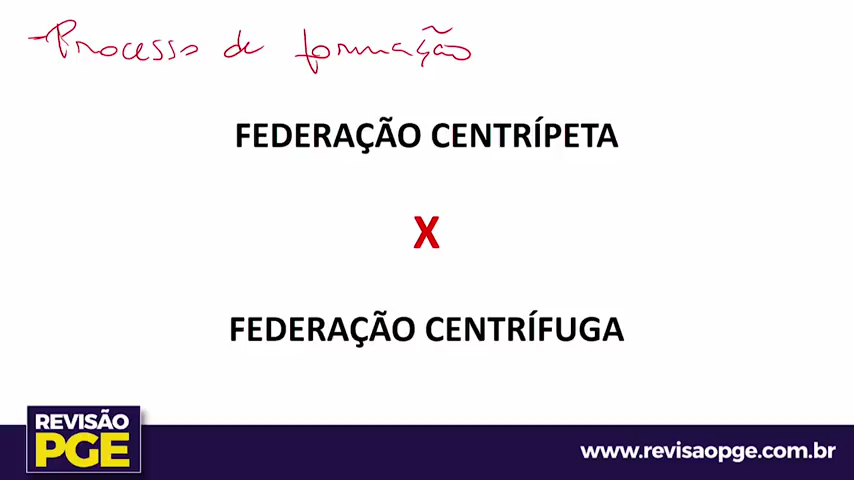 - Processo de formação
FEDERAÇÃO CENTRÍPETA
X
FEDERAÇÃO CENTRÍFUGA
REVISÃO
PGE
www.revisaopge.com.br